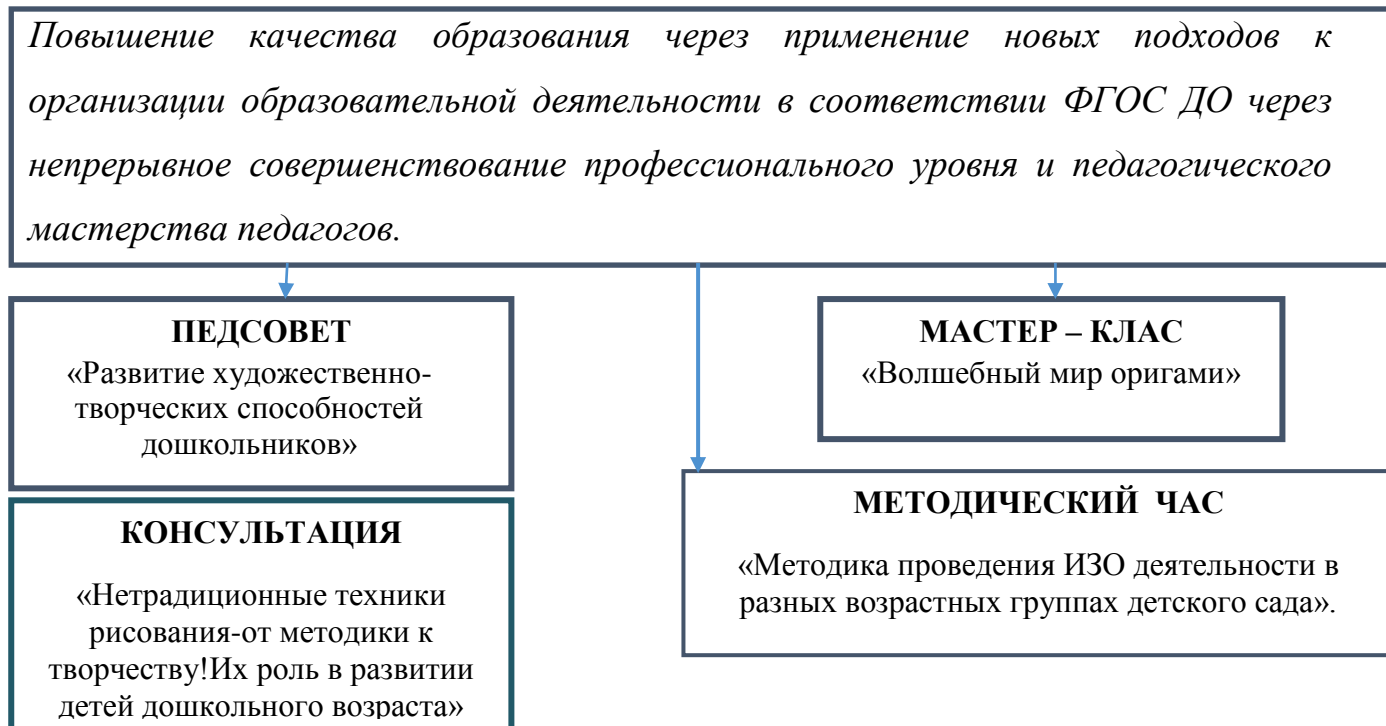 Повышение качества образования через применение новых подходов к
организации образовательной деятельности в соответствии ФГОС ДО через
непрерывное совершенствование профессионального уровня и педагогического
мастерства педагогов.
ПЕДСОВЕТ
«Развитие художественно-
творческих способностей
дошкольников»
МАСТЕР – КЛАС
«Волшебный мир оригами»
КОНСУЛЬТАЦИЯ
«Нетрадиционные техники
рисования-от методики к
творчеству!Их роль в развитии
детей дошкольного возраста»
МЕТОДИЧЕСКИЙ ЧАС
«Методика проведения ИЗО деятельности в
разных возрастных группах детского сада».